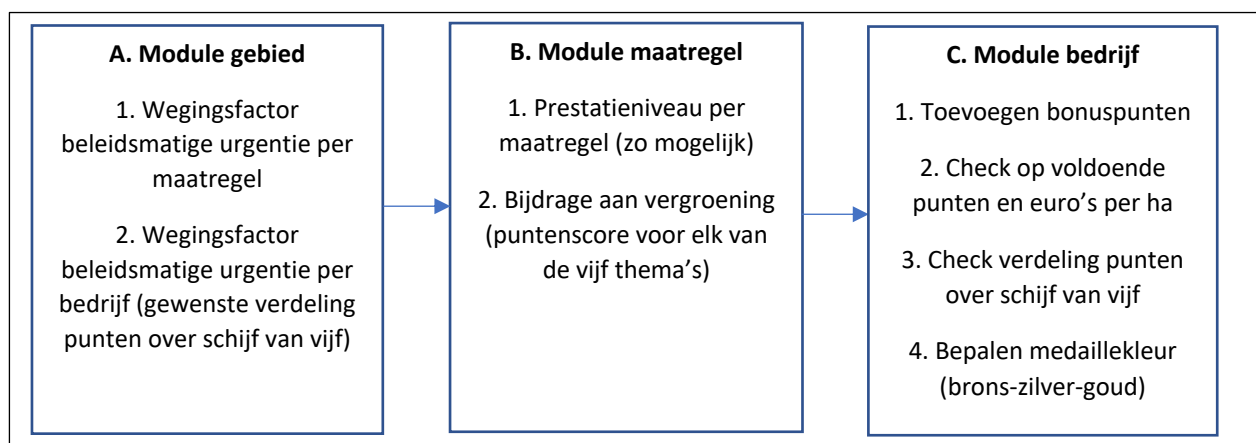 A. Module gebied
1. Wegingsfactor
beleidsmatige urgentie per
maatregel
2. Wegingsfactor
beleidsmatige urgentie per
bedrijf (gewenste verdeling
punten over schijf van vijf)
B. Module maatregel
1. Prestatieniveau per
maatregel (zo mogelijk)
2. Bijdrage aan vergroening
(puntenscore voor elk van
de vijf thema’s)
C. Module bedrijf
1. Toevoegen bonuspunten
2. Check op voldoende
punten en euro’s per ha
3. Check verdeling punten
over schijf van vijf
4. Bepalen medaillekleur
(brons-zilver-goud)